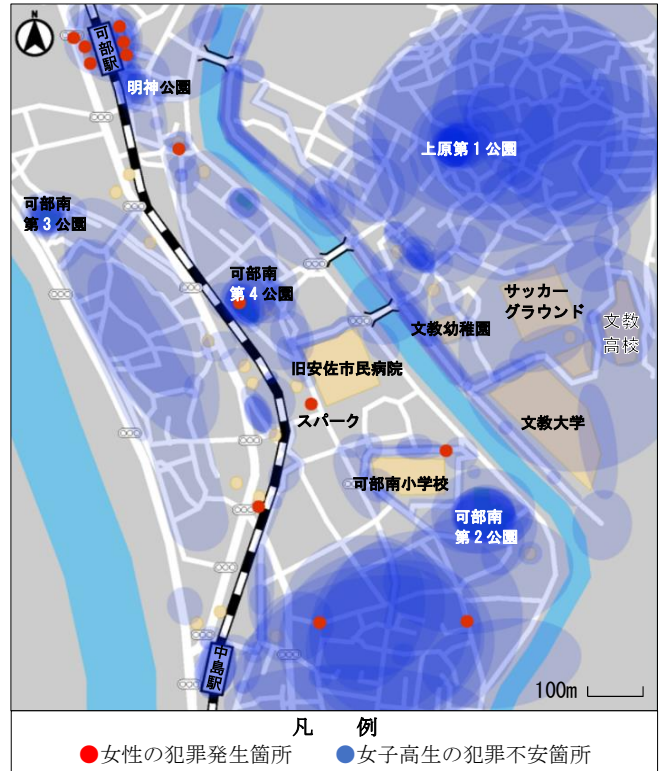 N
可部駅
明神公園
上原第1公園
可部南
第3公園
可部南
第4公園
サッカー
グラウンド
文教
高校
文教幼稚園
旧安佐市民病院
スパーク
文教大学
可部南小学校
可部南
第2公園
中島駅
100m
凡 例
●女性の犯罪発生箇所 ●女子高生の犯罪不安箇所